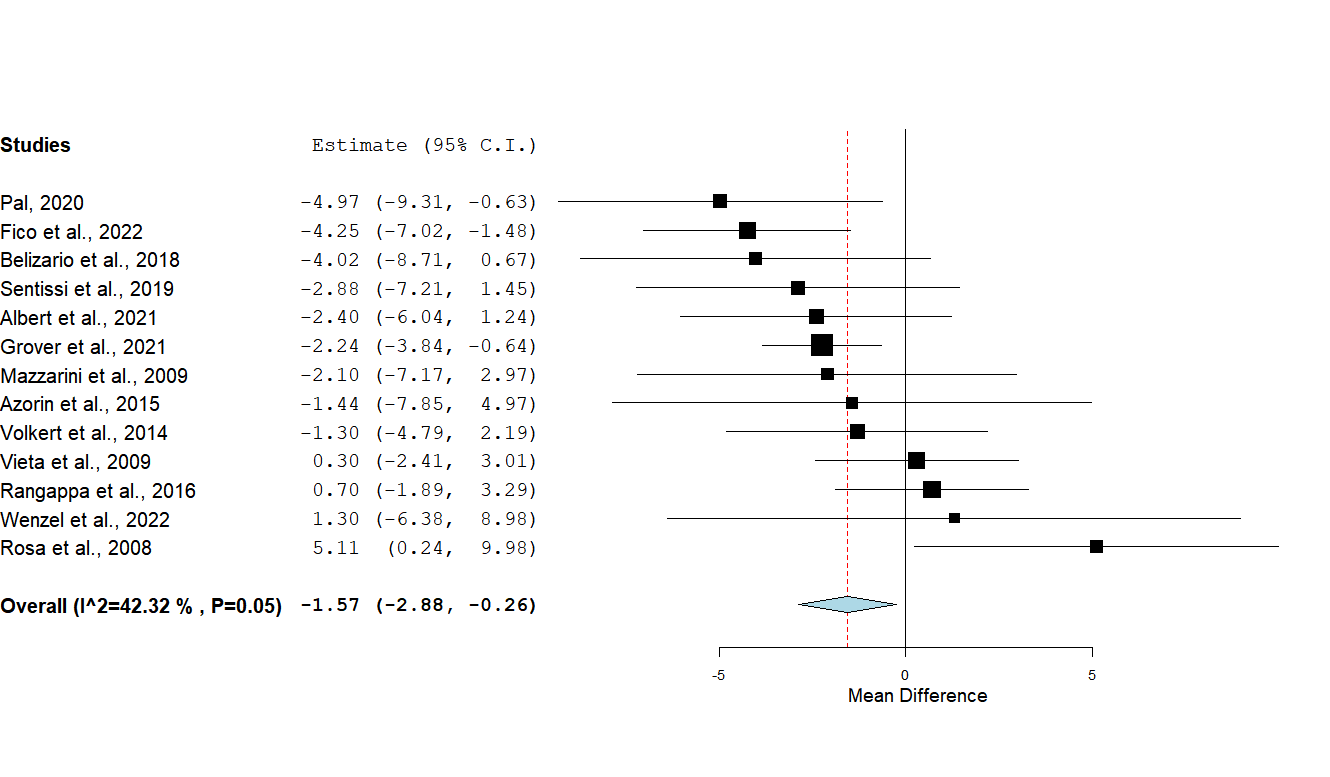 Studies Estimate (95% C.I.)
Pal, 2020 -4.97 (-9.31, -0.63)
Fico et al., 2022 -4.25 (-7.02, -1.48)
Belizario et al., 2018 -4.02 (-8.71, 0.67)
Sentissi et al., 2019 -2.88 (-7.21, 1.45)
Albert et al., 2021 -2.40 (-6.04, 1.24)
Grover et al., 2021 -2.24 (-3.84, -0.64)
Mazzarini et al., 2009 -2.10 (-7.17, 2.97)
Azorin et al., 2015 -1.44 (-7.85, 4.97)
Volkert et al., 2014 -1.30 (-4.79, 2.19)
Vieta et al., 2009 0.30 (-2.41, 3.01)
Rangappa et al., 2016 0.70 (-1.89, 3.29)
Wenzel et al., 2022 1.30 (-6.38, 8.98)
Rosa et al., 2008 5.11 (0.24, 9.98)
Overall (I^2=42.32 % , P=0.05) -1.57 (-2.88, -0.26)
-5 0 5
Mean Difference